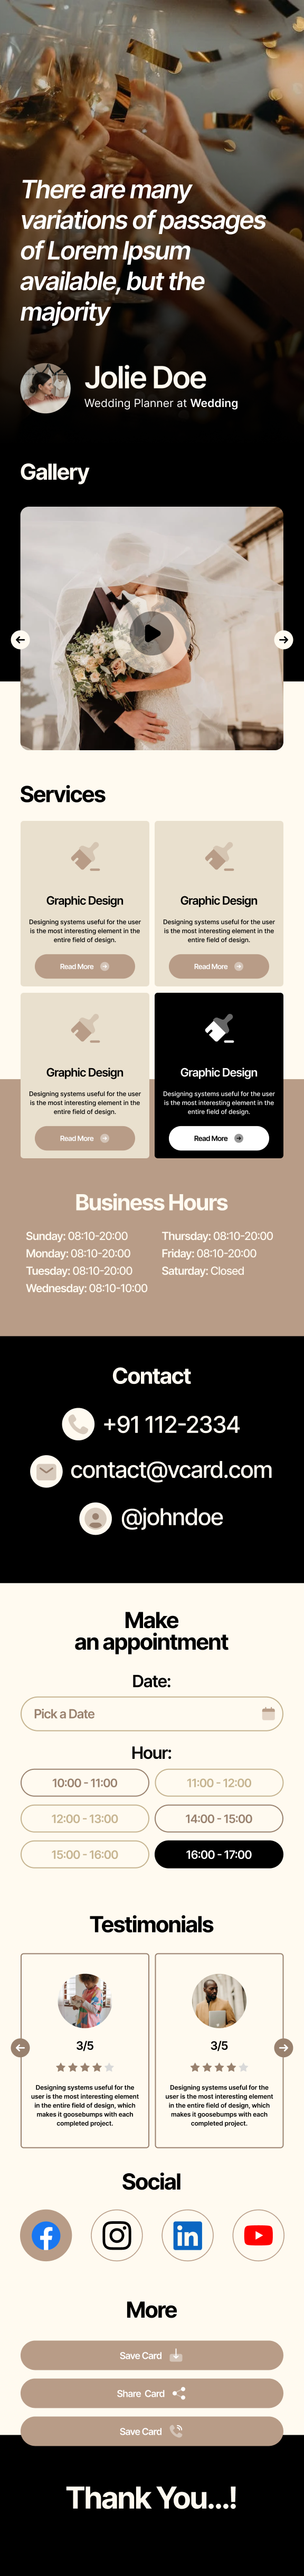 There are many
variations of passages
of Lorem Ipsum
available, but the
majority
Jolie Doe
Wedding Planner at Wedding
Gallery
Services
Graphic Design
Designing systems useful for the user
is the most interesting element in the
entire field of design.
Read More
Graphic Design
Designing systems useful for the user
is the most interesting element in the
entire field of design.
Read More
Graphic Design
Designing systems useful for the user
is the most interesting element in the
entire field of design.
Read More
Graphic Design
Designing systems useful for the user
is the most interesting element in the
entire field of design.
Read More
Business Hours
Sunday: 08:10-20:00
Monday: 08:10-20:00
Tuesday: 08:10-20:00
Wednesday: 08:10-10:00
Thursday: 08:10-20:00
Friday: 08:10-20:00
Saturday: Closed
Contact
+91 112-2334
contact@vcard.com
@johndoe
Make
an appointment
Date:
Pick a Date
Hour:
10:00 - 11:00
11:00 - 12:00
12:00 - 13:00
14:00 - 15:00
15:00 - 16:00
16:00 - 17:00
Testimonials
3/5
Designing systems useful for the
user is the most interesting element
in the entire field of design, which
makes it goosebumps with each
completed project.
3/5
Designing systems useful for the
user is the most interesting element
in the entire field of design, which
makes it goosebumps with each
completed project.
Social
in
More
Save Card
Share Card
Save Card
Thank You...!